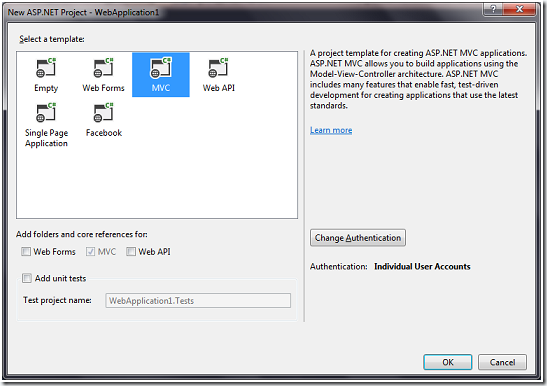 New ASP.NET Project - WebApplication1
Select a template:
C#
C#
C#
C#
Empty
Web Forms
MVC
Web API
C#
C#
Single Page
Application
Facebook
A project template for creating ASP.NET MVC applications.
ASP.NET MVC allows you to build applications using the
Model-View-Controller architecture. ASP.NET MVC
includes many features that enable fast, test-driven
development for creating applications that use the latest
standards.
Learn more
Add folders and core references for:
Web Forms
MVC
Web API
Add unit tests
Test project name:
WebApplication1.Tests
Change Authentication
Authentication: Individual User Accounts
OK
Cancel